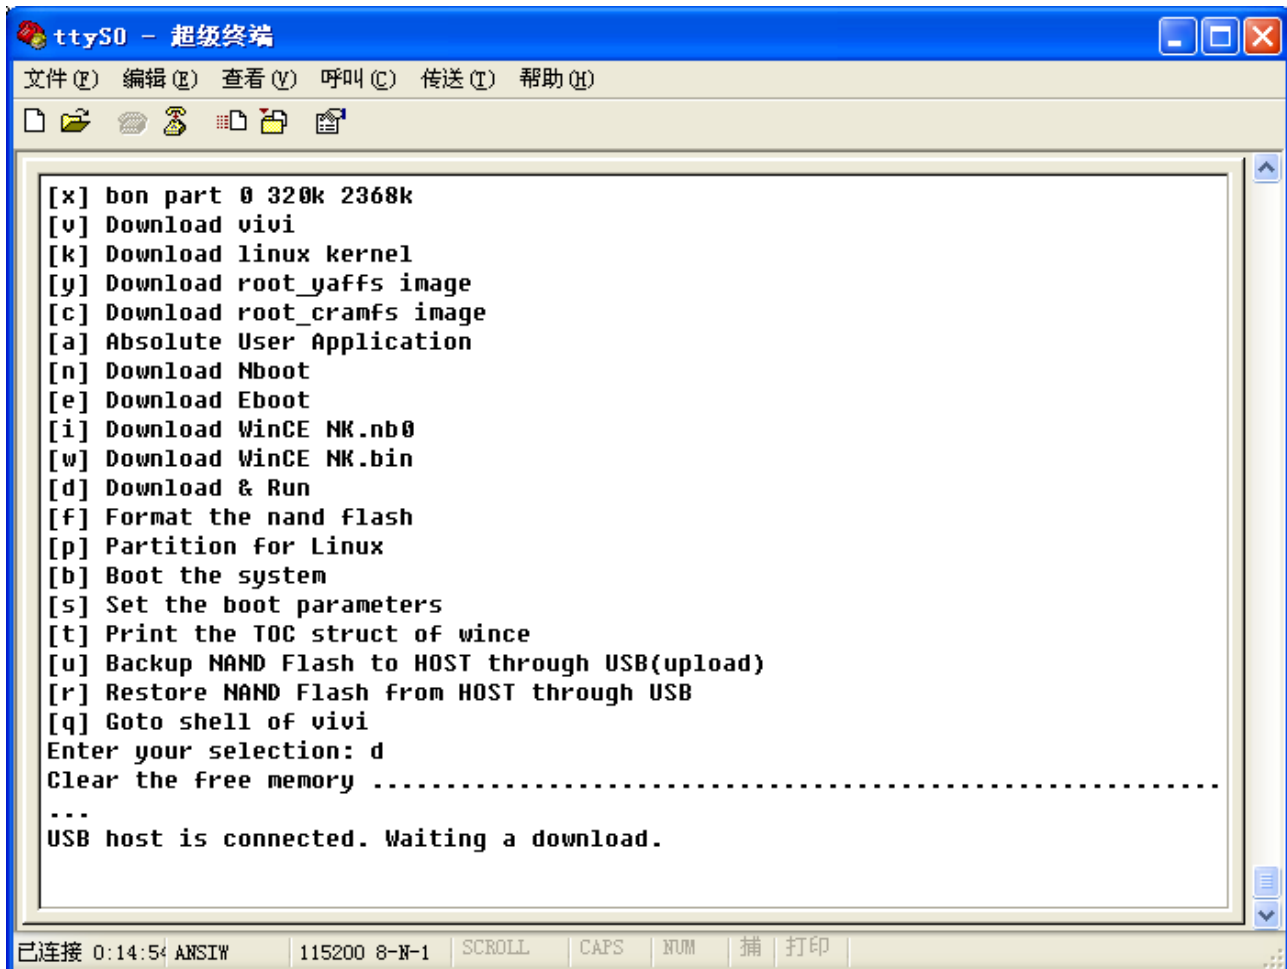 ttyS0 - 超级终端
文件(F) 编辑(E) 查看(V) 呼叫(C) 传送(T) 帮助(H)
[x] bon part 0 320k 2368k
[v] Download vivi
[k] Download linux kernel
[y] Download root_yaffs image
[c] Download root_cramfs image
[a] Absolute User Application
[n] Download Nboot
[e] Download Eboot
[i] Download WinCE NK.nb0
[w] Download WinCE NK.bin
[d] Download & Run
[f] Format the nand flash
[p] Partition for Linux
[b] Boot the system
[s] Set the boot parameters
[t] Print the TOC struct of wince
[u] Backup NAND Flash to HOST through USB(upload)
[r] Restore NAND Flash from HOST through USB
[q] Goto shell of vivi
Enter your selection: d
Clear the free memory ..........................................................
...
USB host is connected. Waiting a download.
已连接 0:14:54 ANSIW 115200 8-N-1 SCROLL CAPS NUM 捕 打印